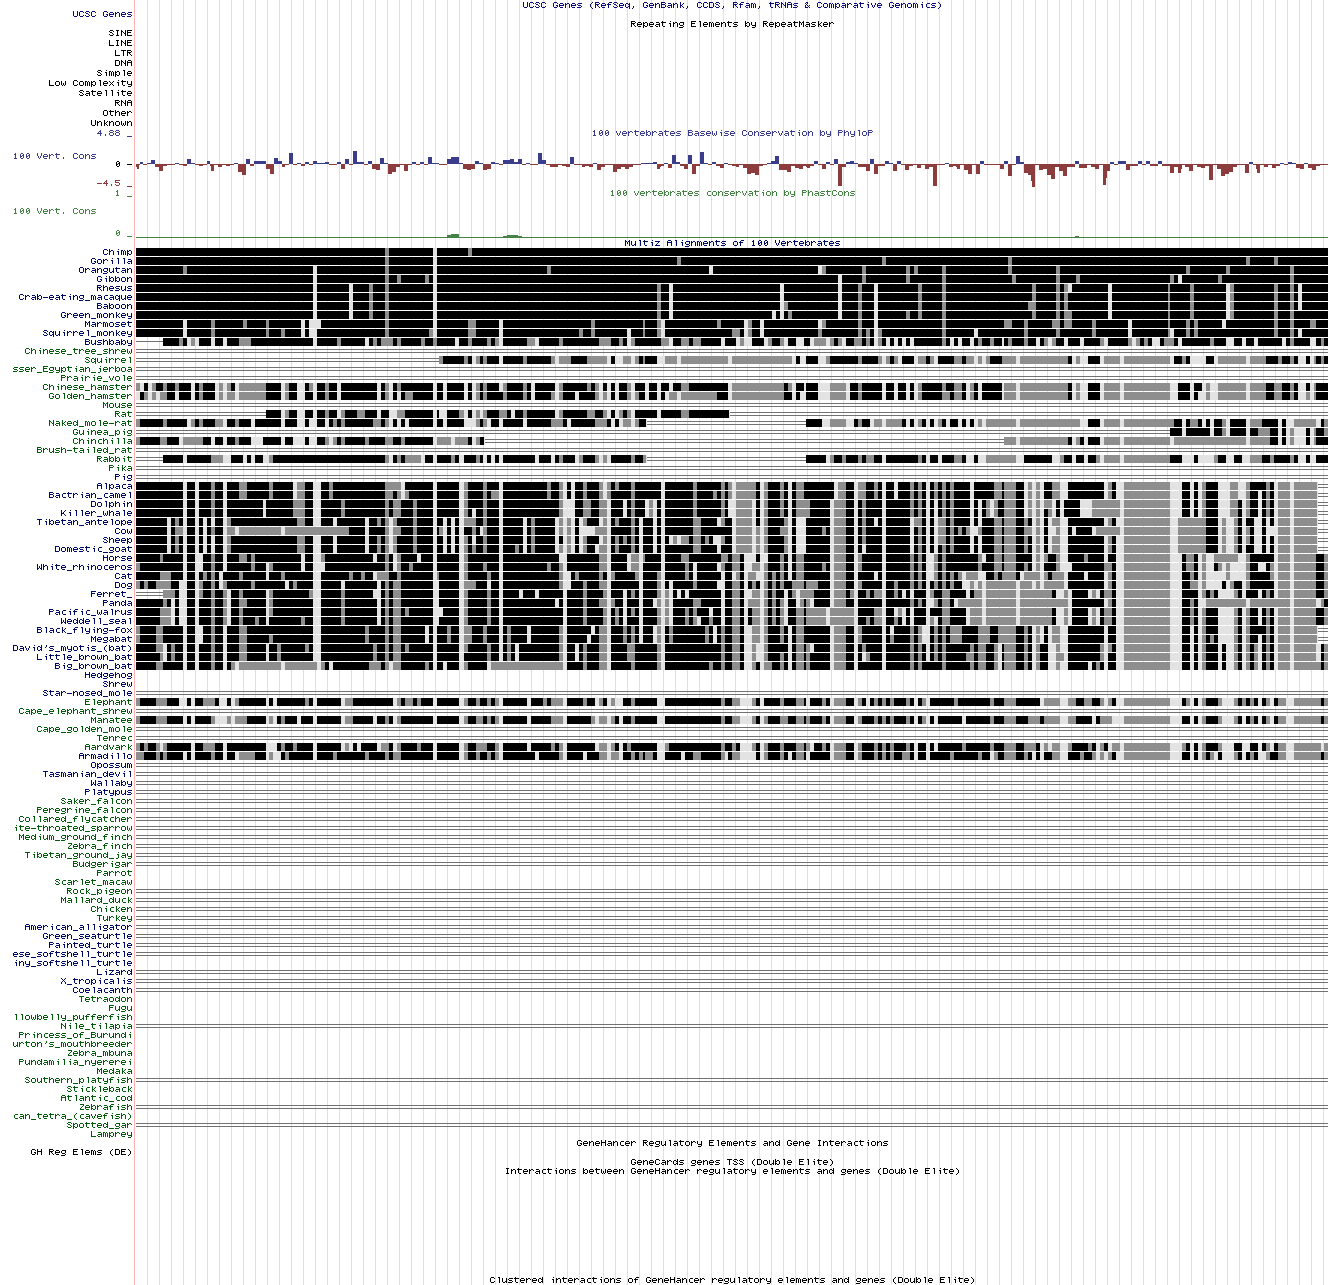 UCSC Genes (RefSeq, GenBank, CCDS, Rfam, tRNAs & Comparative Genomics)
UCSC Genes
Repeating Elements by RepeatMasker
SINE
LINE
LTR
DNA
Simple
Low Complexity
Satellite
RNA
Other
Unknown
4.88 _
100 vertebrates Basewise Conservation by PhyloP
100 Vert. Cons
0 _
-4.5 _
1 _
100 vertebrates conservation by PhastCons
100 Vert. Cons
0 _
Multiz Alignments of 100 Vertebrates
Chimp
Gorilla
Orangutan
Gibbon
Rhesus
Crab-eating_macaque
Baboon
Green_monkey
Marmoset
Squirrel_monkey
Bushbaby
Chinese_tree_shrew
Squirrel
sser_Egyptian_jerboa
Prairie_vole
Chinese_hamster
Golden_hamster
Mouse
Rat
Naked_mole-rat
Guinea_pig
Chinchilla
Brush-tailed_rat
Rabbit
Pika
Pig
Alpaca
Bactrian_camel
Dolphin
Killer_whale
Tibetan_antelope
Cow
Sheep
Domestic_goat
Horse
White_rhinoceros
Cat
Dog
Ferret_
Panda
Pacific_walrus
Weddell_seal
Black_flying-fox
Megabat
David's_myotis_(bat)
Little_brown_bat
Big_brown_bat
Hedgehog
Shrew
Star-nosed_mole
Elephant
Cape_elephant_shrew
Manatee
Cape_golden_mole
Tenrec
Aardvark
Armadillo
Opossum
Tasmanian_devil
Wallaby
Platypus
Saker_falcon
Peregrine_falcon
Collared_flycatcher
ite-throated_sparrow
Medium_ground_finch
Zebra_finch
Tibetan_ground_jay
Budgerigar
Parrot
Scarlet_macaw
Rock_pigeon
Mallard_duck
Chicken
Turkey
American_alligator
Green_seaturtle
Painted_turtle
ese_softshell_turtle
iny_softshell_turtle
Lizard
X_tropicalis
Coelacanth
Tetraodon
Fugu
llowbelly_pufferfish
Nile_tilapia
Princess_of_Burundi
urton's_mouthbreeder
Zebra_mbuna
Pundamilia_nyererei
Medaka
Southern_platyfish
Stickleback
Atlantic_cod
Zebrafish
can_tetra_(cavefish)
Spotted_gar
Lamprey
GeneHancer Regulatory Elements and Gene Interactions
GH Reg Elems (DE)
GeneCards genes TSS (Double Elite)
Interactions between GeneHancer regulatory elements and genes (Double Elite)
Clustered interactions of GeneHancer regulatory elements and genes (Double Elite)